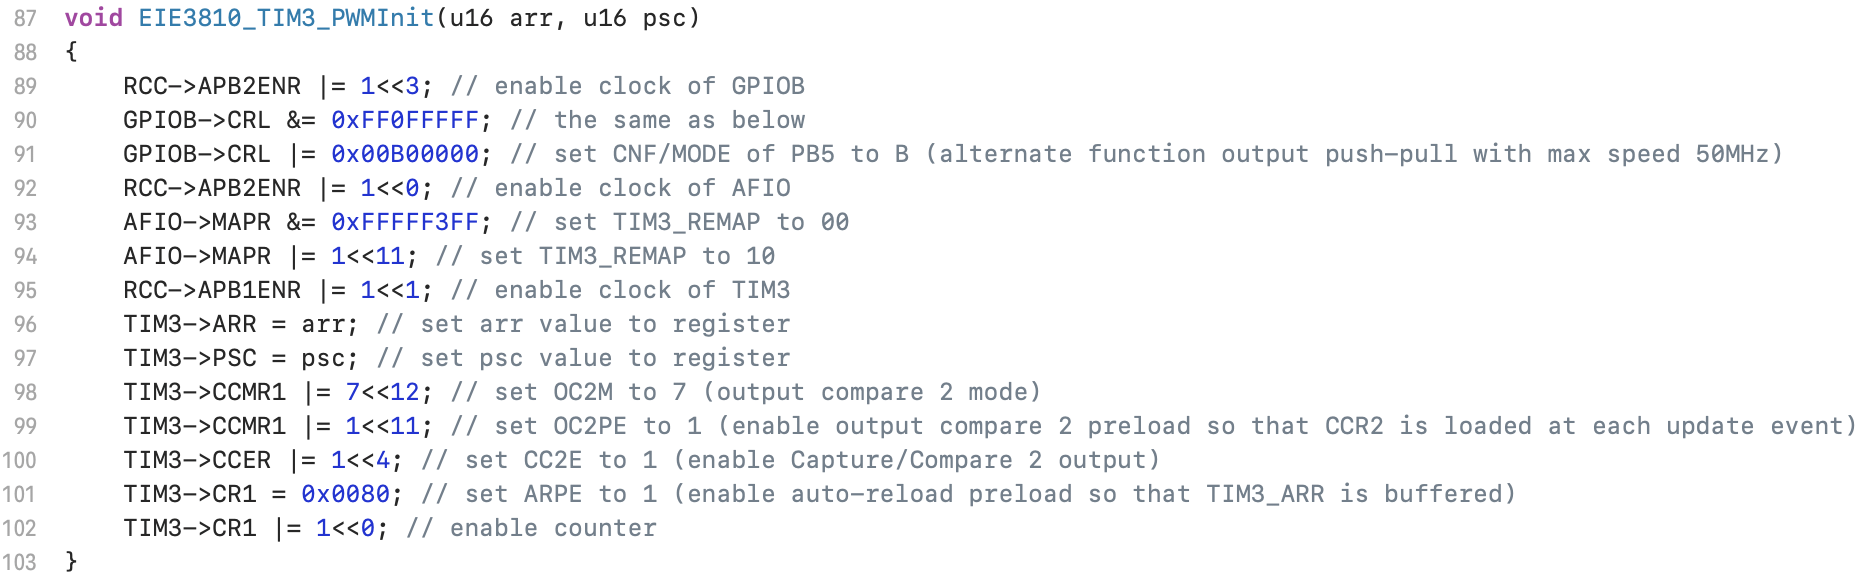 87 void EIE3810_TIM3_PWMInit(u16 arr, u16 psc)
88 {
89     RCC->APB2ENR |= 1<<3; // enable clock of GPIOB
90     GPIOB->CRL &= 0xFF0FFFFF; // the same as below
91     GPIOB->CRL |= 0x00B00000; // set CNF/MODE of PB5 to B (alternate function output push-pull with max speed 50MHz)
92     RCC->APB2ENR |= 1<<0; // enable clock of AFIO
93     AFIO->MAPR &= 0xFFFFF3FF; // set TIM3_REMAP to 00
94     AFIO->MAPR |= 1<<11; // set TIM3_REMAP to 10
95     RCC->APB1ENR |= 1<<1; // enable clock of TIM3
96     TIM3->ARR = arr; // set arr value to register
97     TIM3->PSC = psc; // set psc value to register
98     TIM3->CCMR1 |= 7<<12; // set OC2M to 7 (output compare 2 mode)
99     TIM3->CCMR1 |= 1<<11; // set OC2PE to 1 (enable output compare 2 preload so that CCR2 is loaded at each update event)
100     TIM3->CCER |= 1<<4; // set CC2E to 1 (enable Capture/Compare 2 output)
101     TIM3->CR1 = 0x0080; // set ARPE to 1 (enable auto-reload preload so that TIM3_ARR is buffered)
102     TIM3->CR1 |= 1<<0; // enable counter
103 }